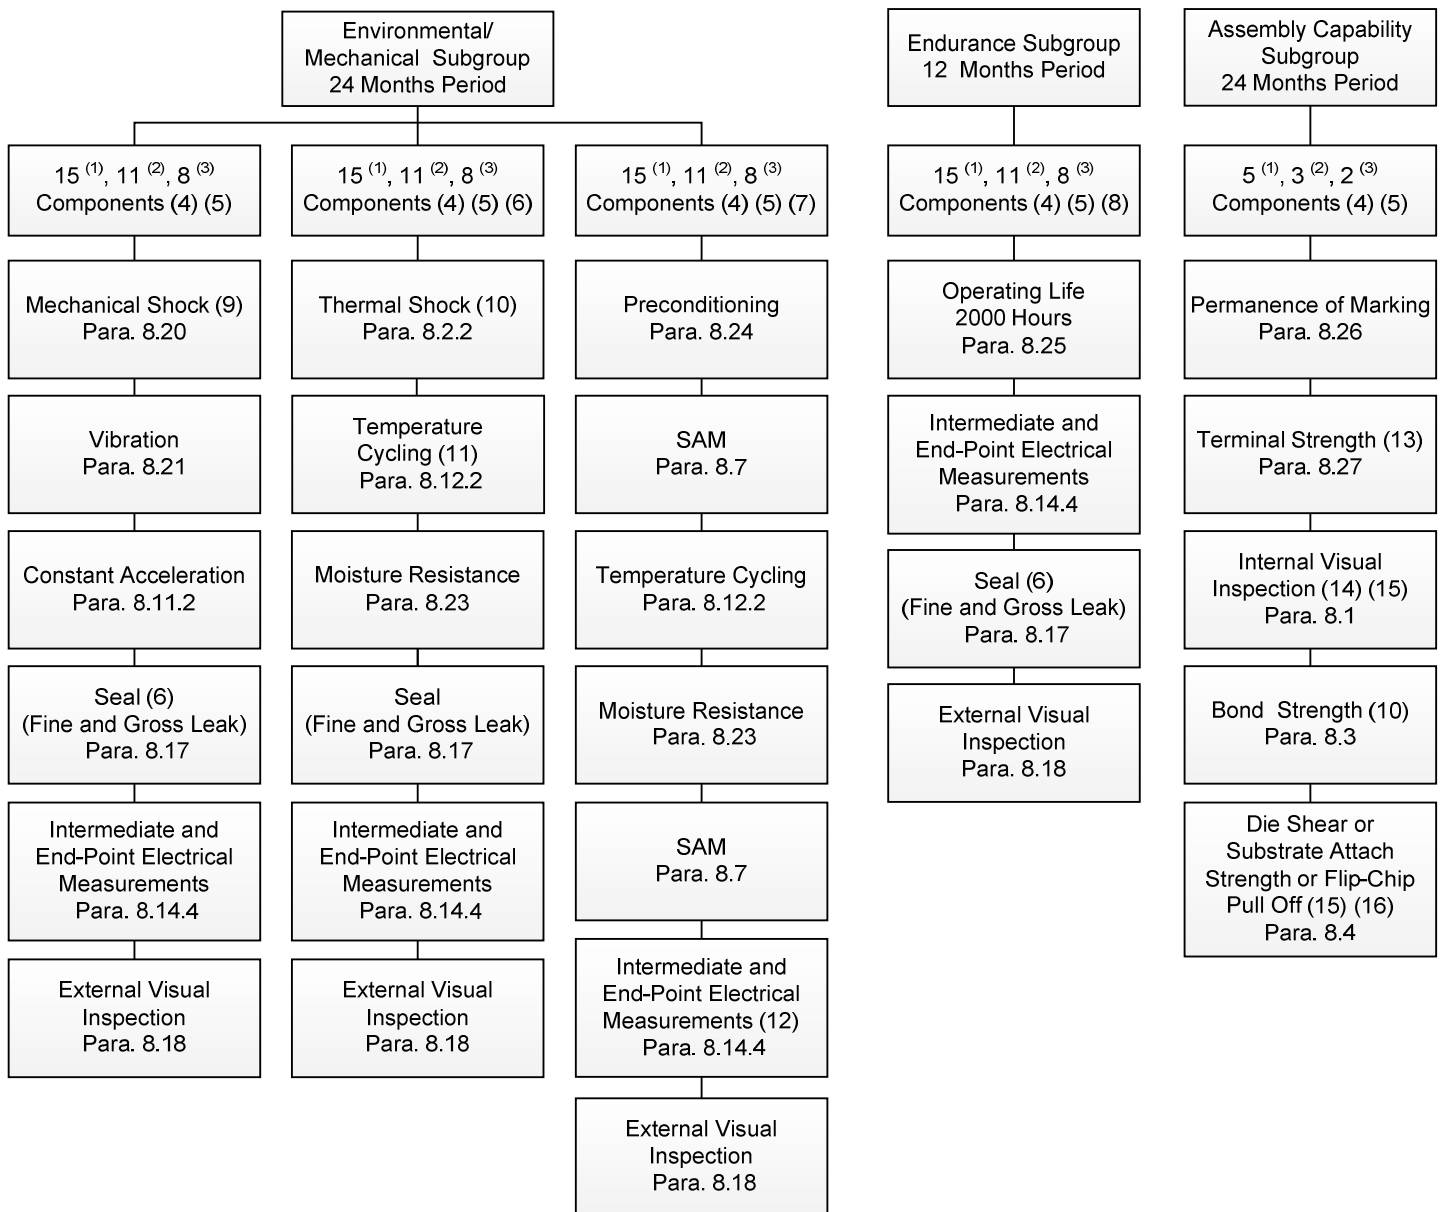 Environmental/
Mechanical Subgroup
24 Months Period
15 (1), 11 (2), 8 (3)
Components (4) (5)
Mechanical Shock (9)
Para. 8.20
Vibration
Para. 8.21
Constant Acceleration
Para. 8.11.2
Seal (6)
(Fine and Gross Leak)
Para. 8.17
Intermediate and
End-Point Electrical
Measurements
Para. 8.14.4
External Visual
Inspection
Para. 8.18
15 (1), 11 (2), 8 (3)
Components (4) (5) (6)
Thermal Shock (10)
Para. 8.2.2
Temperature
Cycling (11)
Para. 8.12.2
Moisture Resistance
Para. 8.23
Seal
(Fine and Gross Leak)
Para. 8.17
Intermediate and
End-Point Electrical
Measurements
Para. 8.14.4
External Visual
Inspection
Para. 8.18
15 (1), 11 (2), 8 (3)
Components (4) (5) (7)
Preconditioning
Para. 8.24
SAM
Para. 8.7
Temperature Cycling
Para. 8.12.2
Moisture Resistance
Para. 8.23
SAM
Para. 8.7
Intermediate and
End-Point Electrical
Measurements (12)
Para. 8.14.4
External Visual
Inspection
Para. 8.18
Endurance Subgroup
12 Months Period
15 (1), 11 (2), 8 (3)
Components (4) (5) (8)
Operating Life
2000 Hours
Para. 8.25
Intermediate and
End-Point Electrical
Measurements
Para. 8.14.4
Seal (6)
(Fine and Gross Leak)
Para. 8.17
External Visual
Inspection
Para. 8.18
Assembly Capability
Subgroup
24 Months Period
5 (1), 3 (2), 2 (3)
Components (4) (5)
Permanence of Marking
Para. 8.26
Terminal Strength (13)
Para. 8.27
Internal Visual
Inspection (14) (15)
Para. 8.1
Bond Strength (10)
Para. 8.3
Die Shear or
Substrate Attach
Strength or Flip-Chip
Pull Off (15) (16)
Para. 8.4